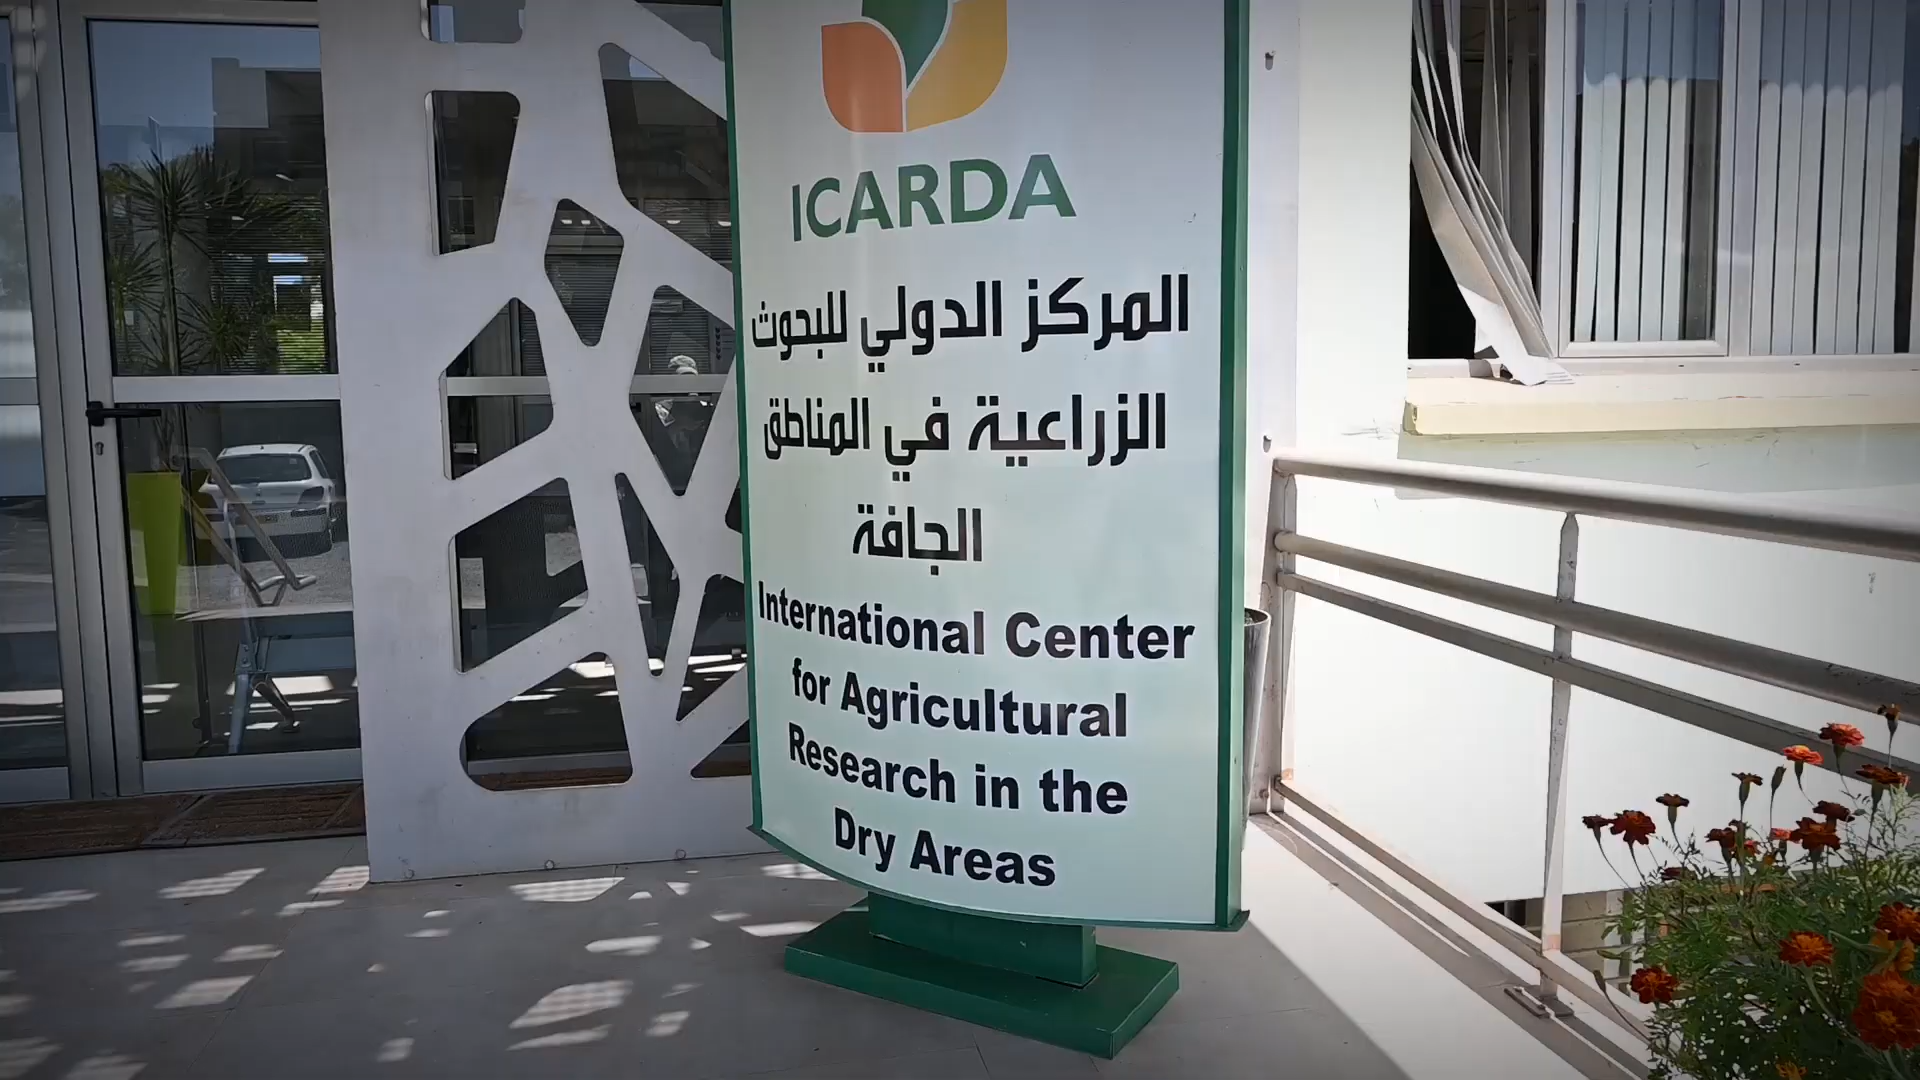 ICARDA
المركز الدولي للبحوث
الزراعية في المناطق
الجافة
International Center
for Agricultural
Research in the
Dry Areas